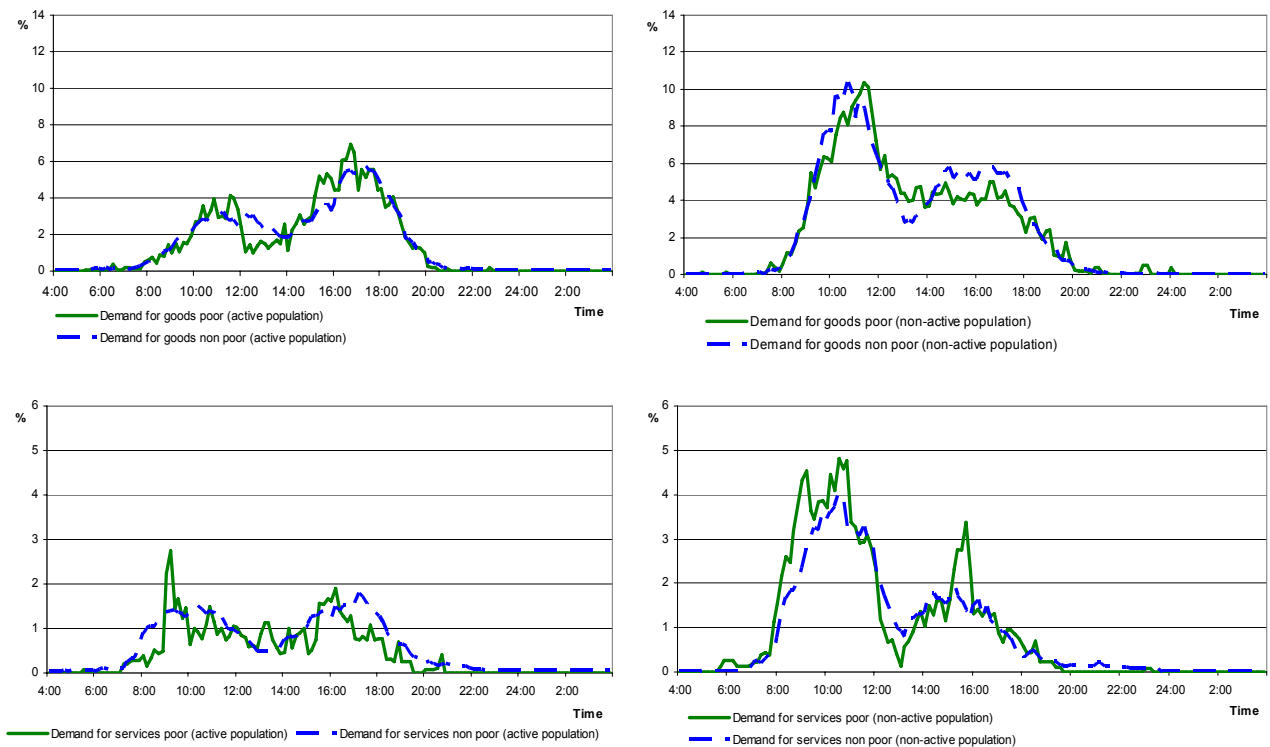 %
14
12
10
8
6
4
2
0
4:00 6:00 8:00 10:00 12:00 14:00 16:00 18:00 20:00 22:00 24:00 2:00
Time
Demand for goods poor (active population)
Demand for goods non poor (active population)
%
14
12
10
8
6
4
2
0
4:00 6:00 8:00 10:00 12:00 14:00 16:00 18:00 20:00 22:00 24:00 2:00
Time
Demand for goods poor (non-active population)
Demand for goods non poor (non-active population)
%
6
5
4
3
2
1
0
4:00 6:00 8:00 10:00 12:00 14:00 16:00 18:00 20:00 22:00 24:00 2:00
Time
Demand for services poor (active population) Demand for services non poor (active population)
%
6
5
4
3
2
1
0
4:00 6:00 8:00 10:00 12:00 14:00 16:00 18:00 20:00 22:00 24:00 2:00
Time
Demand for services poor (non-active population)
Demand for services non poor (non-active population)